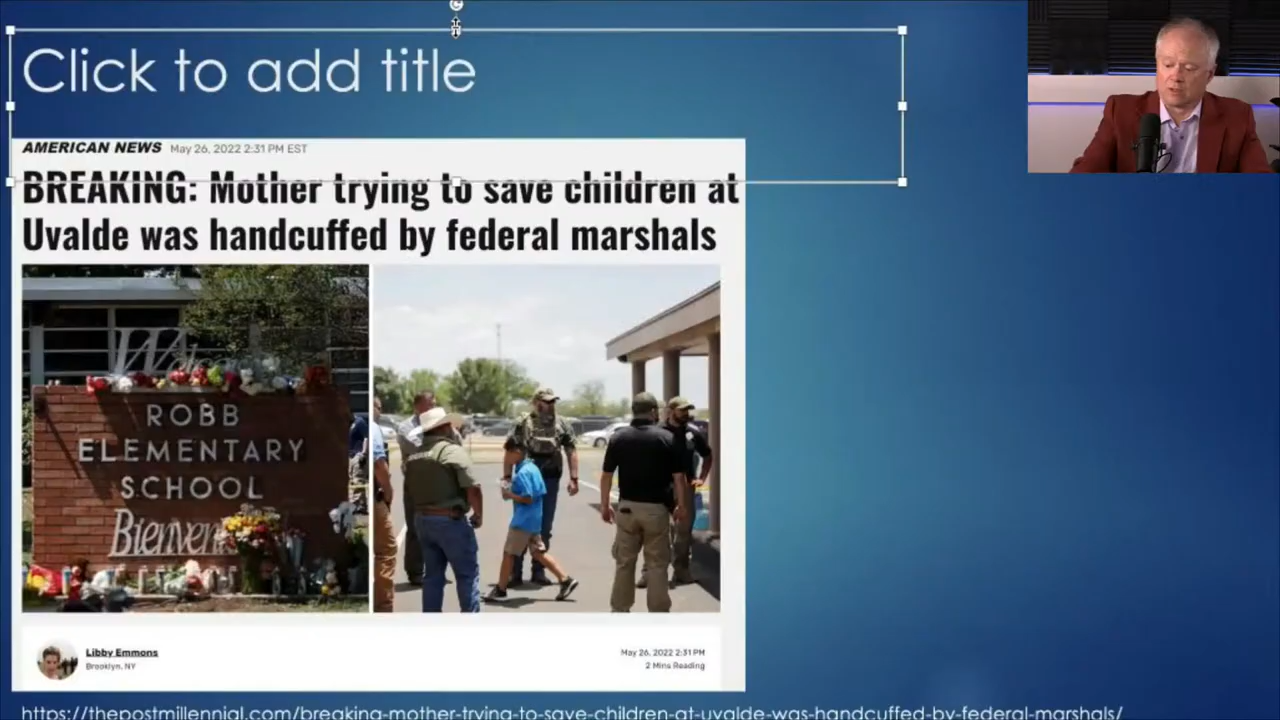 Click to add title
AMERICAN NEWS May 26, 2022 2:31 PM EST
BREAKING: Mother trying to save children at
Uvalde was handcuffed by federal marshals
Welcome
ROBB
ELEMENTARY
SCHOOL
Bienven
Libby Emmons
Brooklyn, NY
May 26, 2022 2:31 PM
2 Mins Reading
https://thepostmillennial.com/breaking-mother-trying-to-save-children-at-uvalde-was-handcuffed-by-federal-marshals/